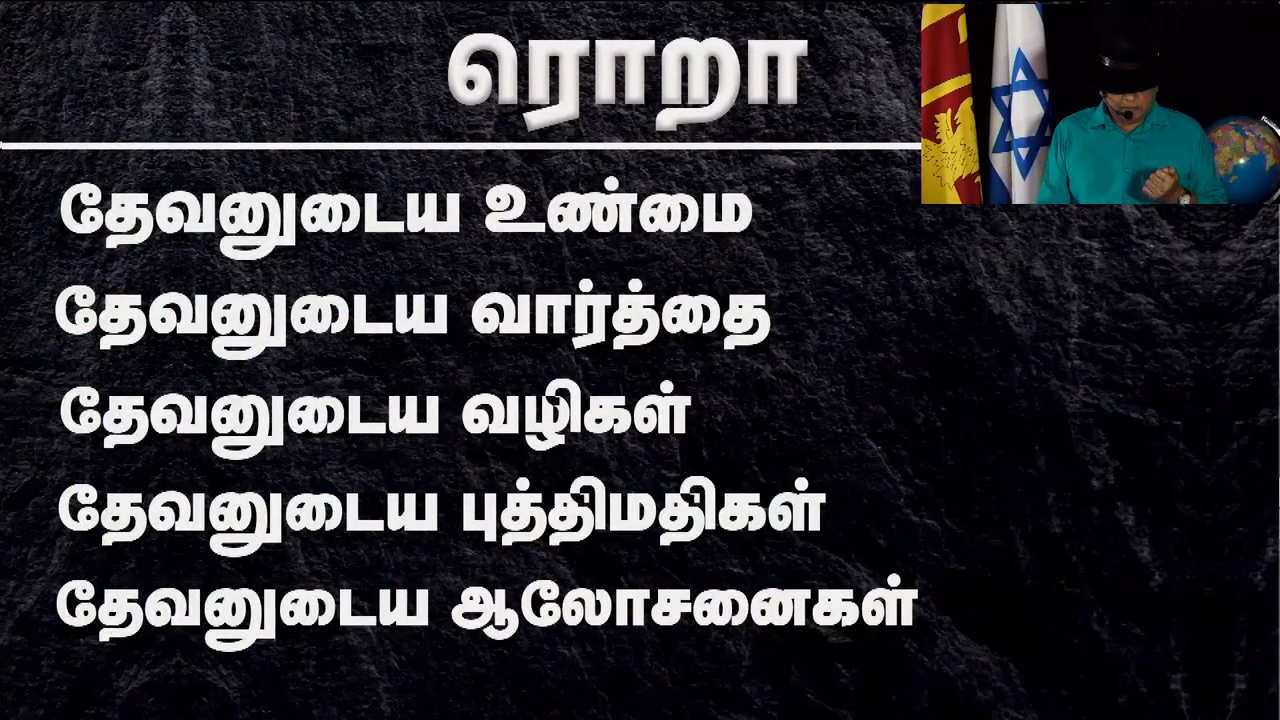 ரொறா
தேவனுடைய உண்மை
தேவனுடைய வார்த்தை
தேவனுடைய வழிகள்
தேவனுடைய புத்திமதிகள்
தேவனுடைய ஆலோசனைகள்